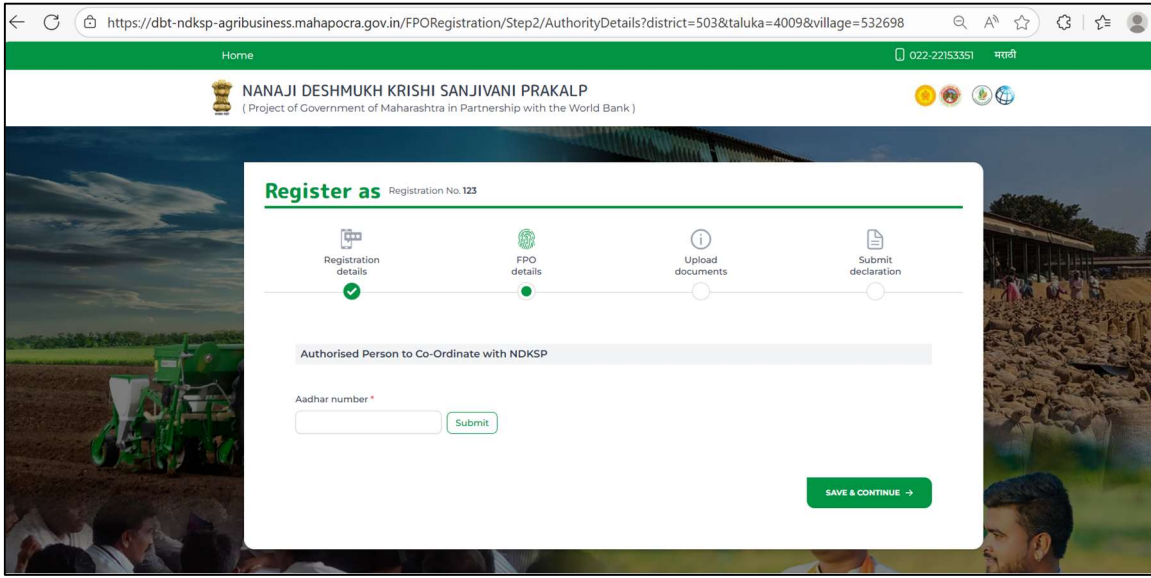 https://dbt-ndksp-agribusiness.mahapocra.gov.in/FPORegistration/Step2/AuthorityDetails?district=503&taluka=4009&village=532698
Home
022-22153351 मराठी
NANAJI DESHMUKH KRISHI SANJIVANI PRAKALP
( Project of Government of Maharashtra in Partnership with the World Bank )
Register as Registration No. 123
Registration details
FPO details
Upload documents
Submit declaration
Authorised Person to Co-Ordinate with NDKSP
Aadhar number *
Submit
SAVE & CONTINUE →